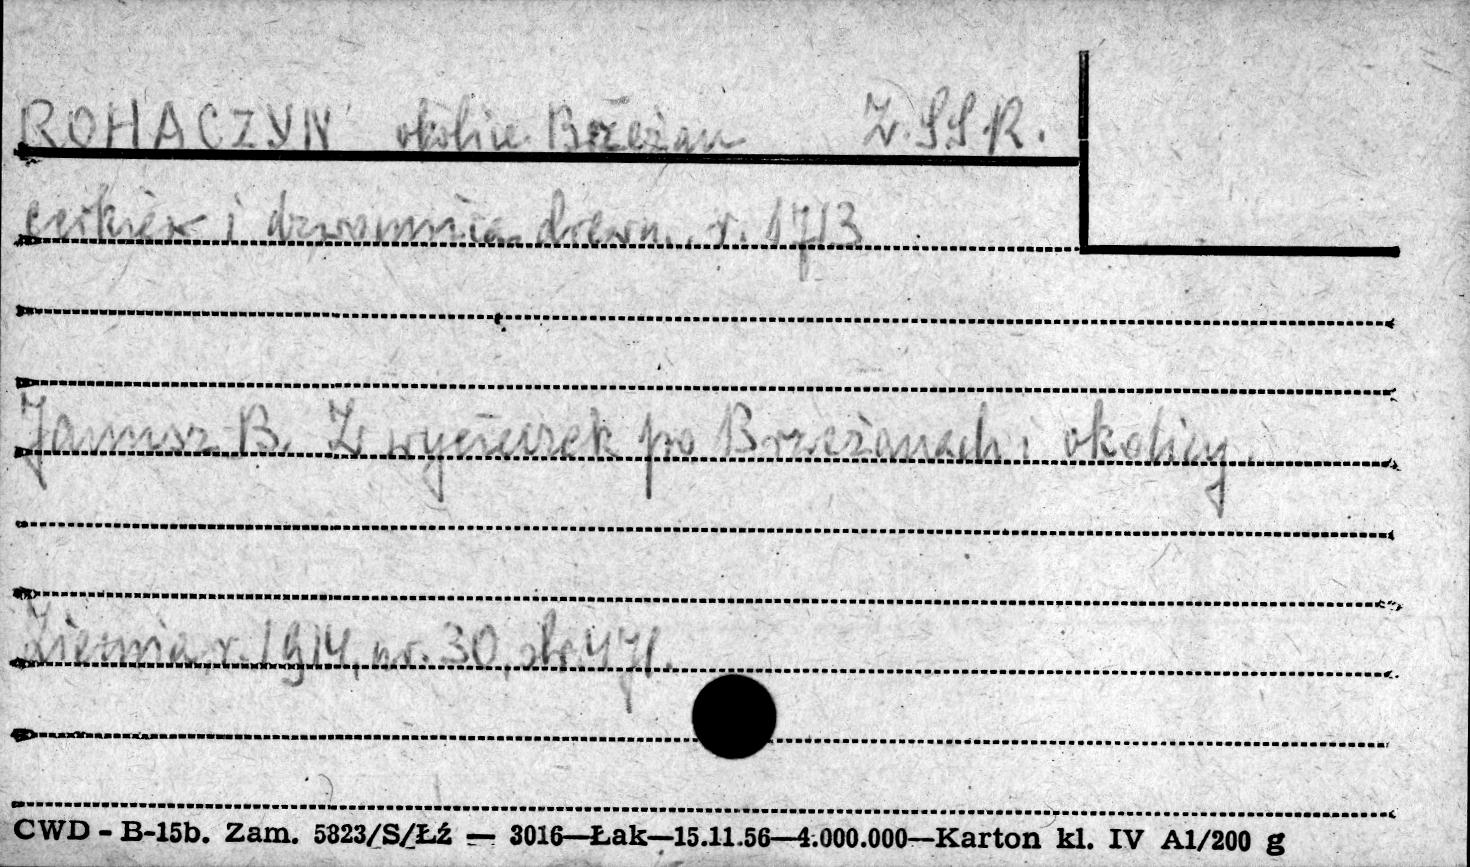 ROHACZYN okolice Brzeżan Z.S.S.R.
cerkiew i dzwonnica drewn. r. 1713
Janusz B. Z wycieczek po Brzeżanach i okolicy.
Ziemia, r. 1914, nr. 30, str. 471.
CWD - B-15b. Zam. 5823/S/Łź — 3016—Łak—15.11.56—4.000.000—Karton kl. IV A1/200 g